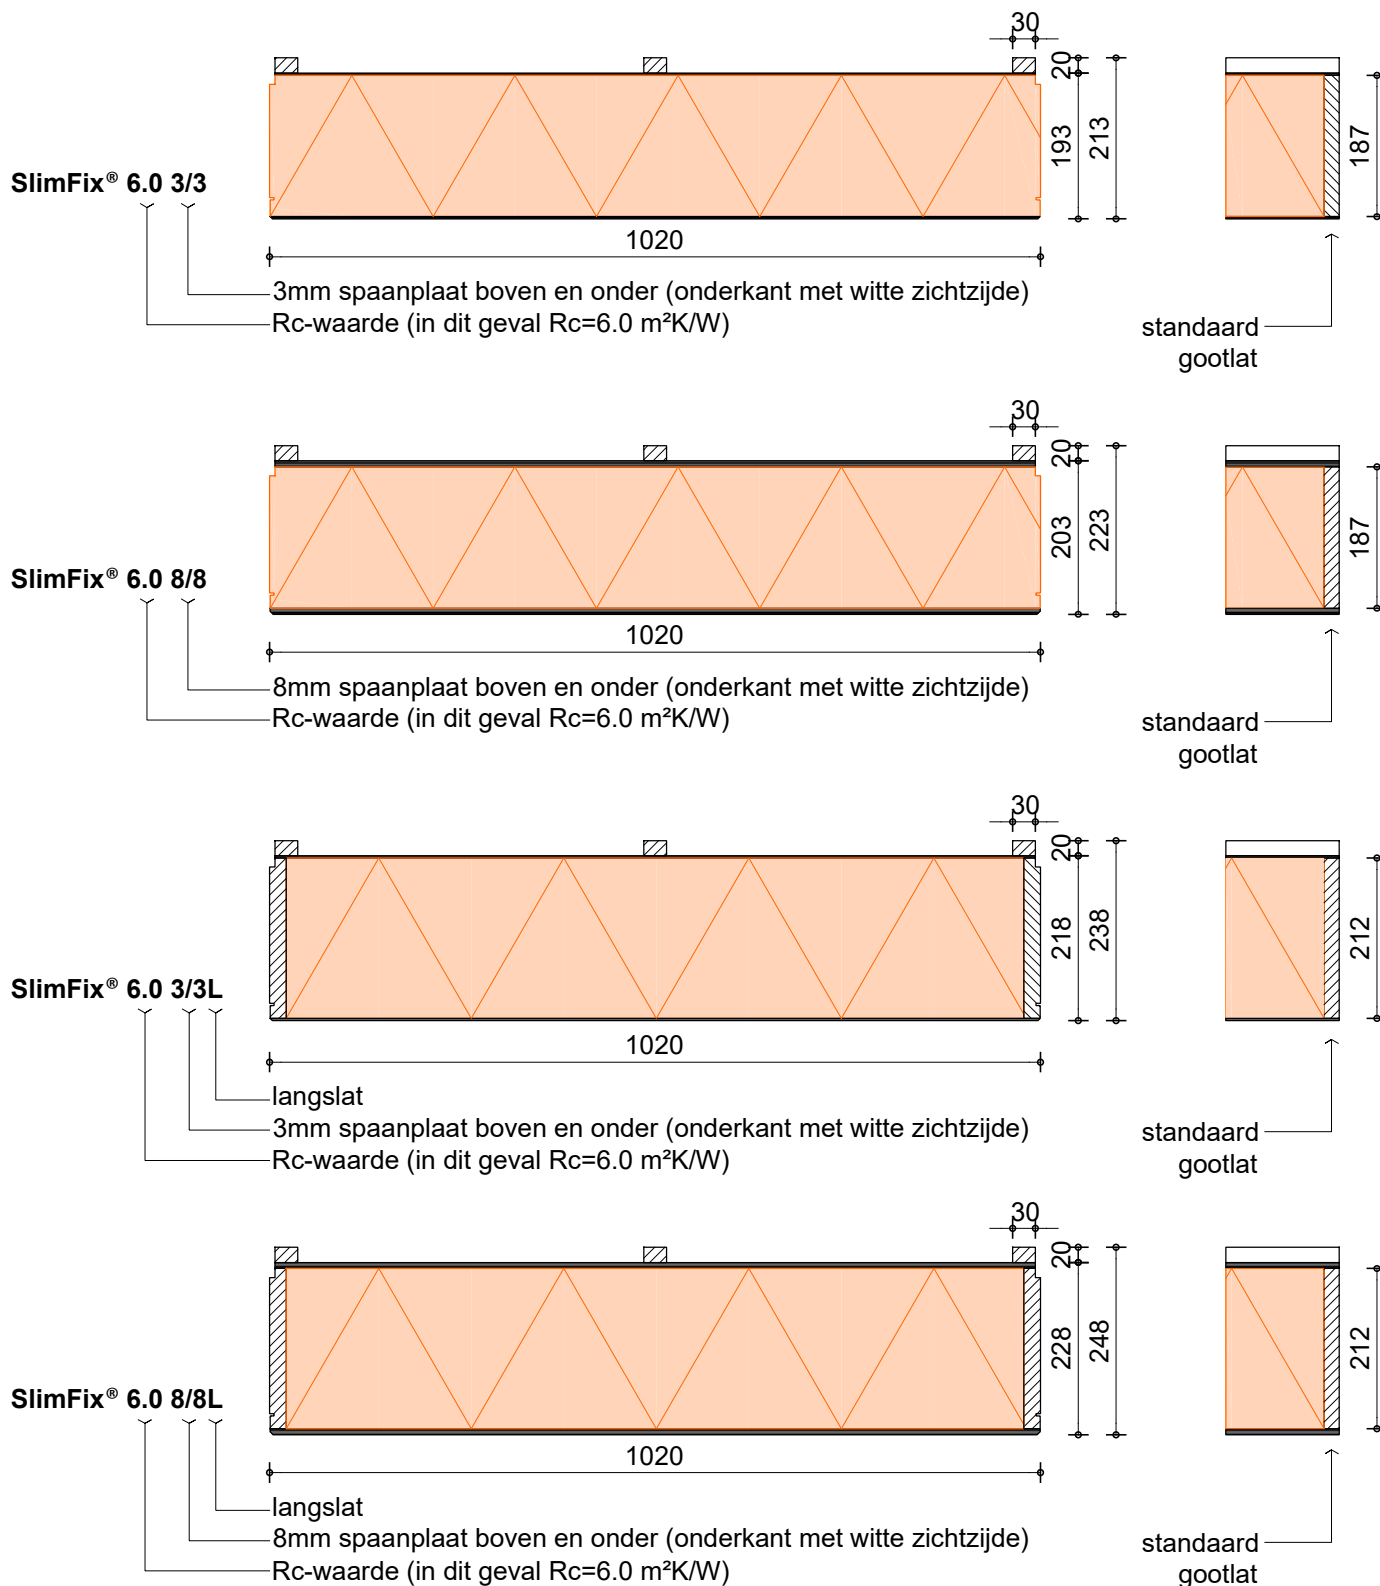 30
20
193
213
187
SlimFix® 6.0 3/3
1020
3mm spaanplaat boven en onder (onderkant met witte zichtzijde)
Rc-waarde (in dit geval Rc=6.0 m²K/W)
standaard
gootlat
30
20
203
223
187
SlimFix® 6.0 8/8
1020
8mm spaanplaat boven en onder (onderkant met witte zichtzijde)
Rc-waarde (in dit geval Rc=6.0 m²K/W)
standaard
gootlat
30
20
218
238
212
SlimFix® 6.0 3/3L
1020
langslat
3mm spaanplaat boven en onder (onderkant met witte zichtzijde)
Rc-waarde (in dit geval Rc=6.0 m²K/W)
standaard
gootlat
30
20
228
248
212
SlimFix® 6.0 8/8L
1020
langslat
8mm spaanplaat boven en onder (onderkant met witte zichtzijde)
Rc-waarde (in dit geval Rc=6.0 m²K/W)
standaard
gootlat